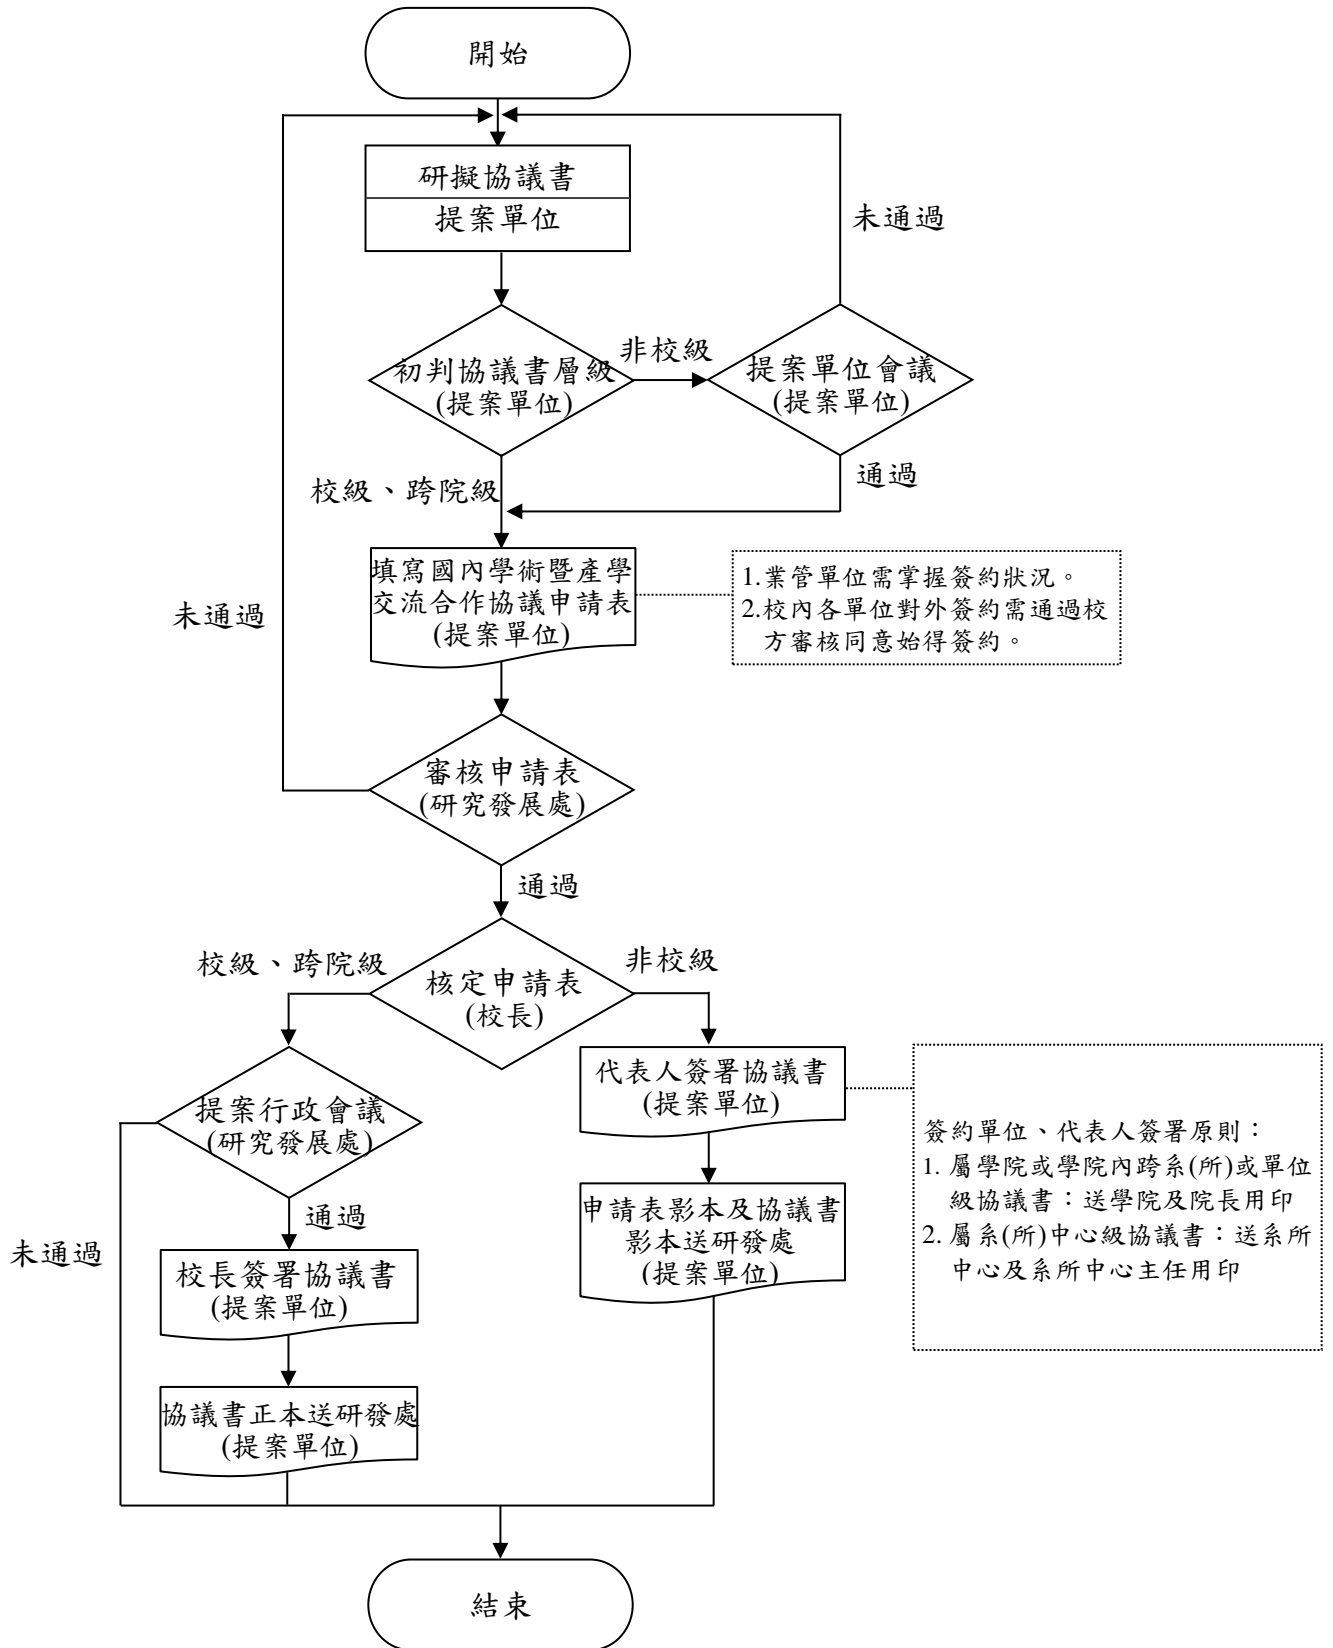 開始
研擬協議書
提案單位
未通過
初判協議書層級
(提案單位)
非校級
提案單位會議
(提案單位)
校級、跨院級
通過
填寫國內學術暨產學
交流合作協議申請表
(提案單位)
1.業管單位需掌握簽約狀況。
2.校內各單位對外簽約需通過校
方審核同意始得簽約。
未通過
審核申請表
(研究發展處)
通過
校級、跨院級
核定申請表
(校長)
非校級
提案行政會議
(研究發展處)
代表人簽署協議書
(提案單位)
簽約單位、代表人簽署原則：
1. 屬學院或學院內跨系(所)或單位
級協議書：送學院及院長用印
2. 屬系(所)中心級協議書：送系所
中心及系所中心主任用印
通過
未通過
校長簽署協議書
(提案單位)
申請表影本及協議書
影本送研發處
(提案單位)
協議書正本送研發處
(提案單位)
結束